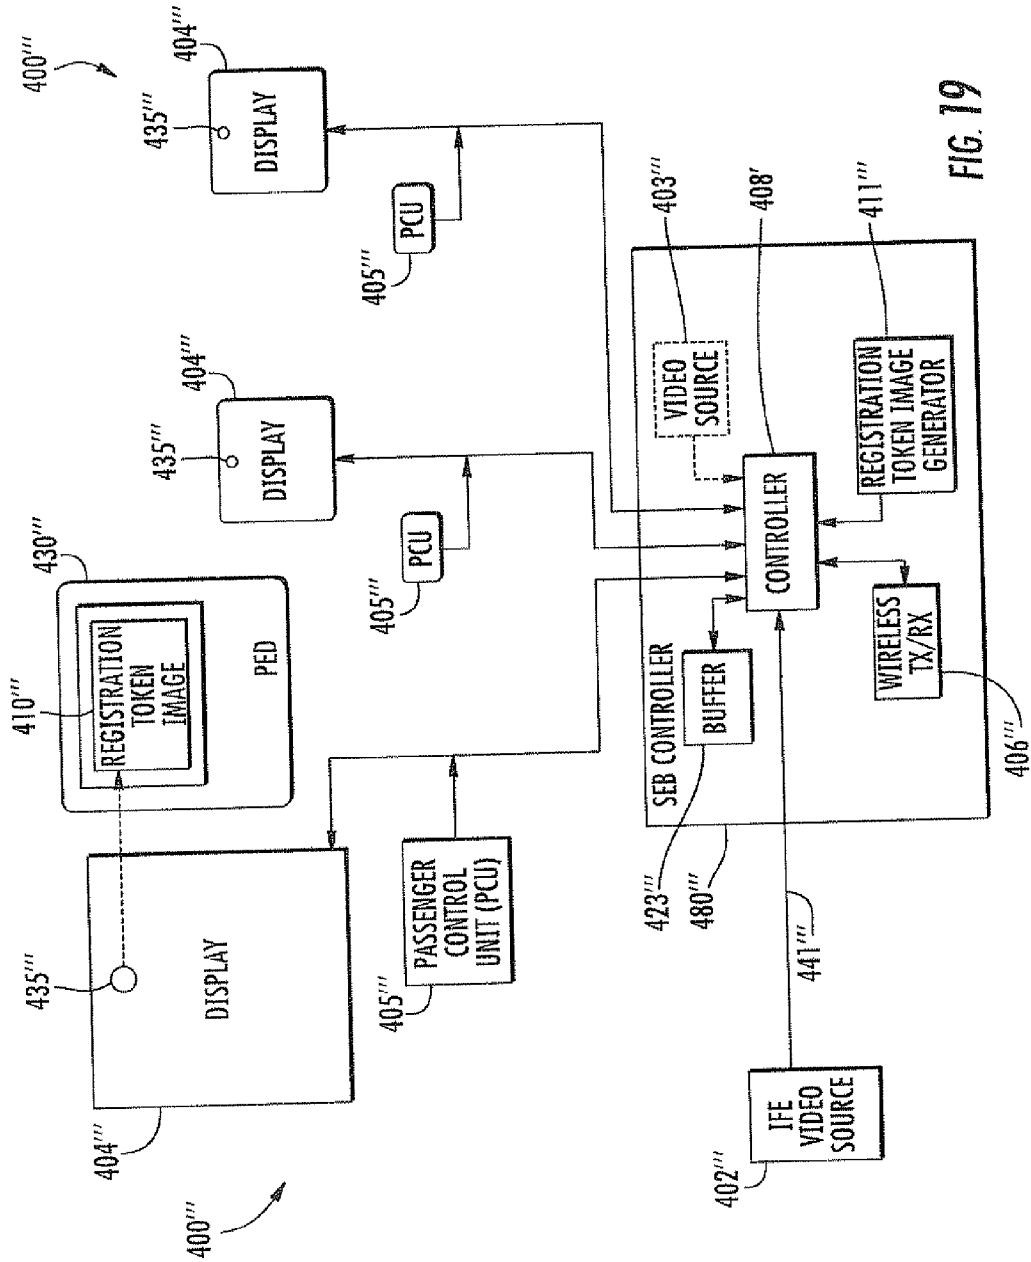 400'''
435'''
410'''
430'''
REGISTRATION
TOKEN
IMAGE
PED
404'''
DISPLAY
435'''
404'''
DISPLAY
435'''
404'''
DISPLAY
400'''
405'''
PASSENGER
CONTROL
UNIT (PCU)
405'''
PCU
405'''
PCU
423'''
480'''
SEB CONTROLLER
BUFFER
VIDEO
SOURCE
403'''
CONTROLLER
408'
441'''
402'''
IFE
VIDEO
SOURCE
WIRELESS
TX/RX
406'''
REGISTRATION
TOKEN IMAGE
GENERATOR
411'''
FIG. 19